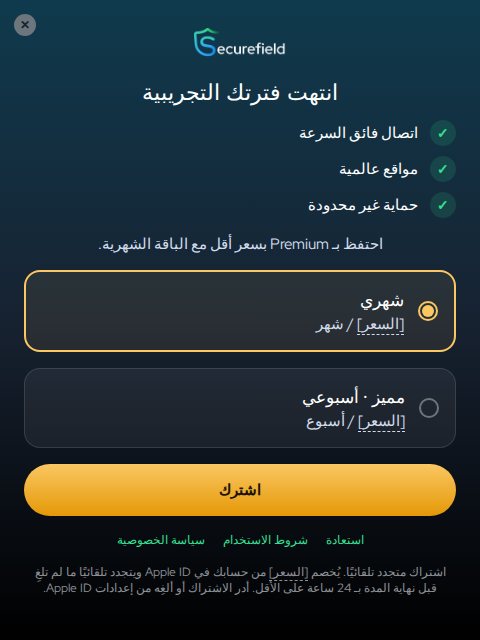 Securefield
انتهت فترتك التجريبية
اتصال فائق السرعة
مواقع عالمية
حماية غير محدودة
احتفظ بـ Premium بسعر أقل مع الباقة الشهرية.
شهري
[السعر] / شهر
مميز · أسبوعي
[السعر] / أسبوع
اشترك
استعادة شروط الاستخدام سياسة الخصوصية
اشتراك متجدد تلقائيًا. يُخصم [السعر] من حسابك في Apple ID ويتجدد تلقائيًا ما لم تلغِ
قبل نهاية المدة بـ 24 ساعة على الأقل. أدر الاشتراك أو ألغِه من إعدادات Apple ID.